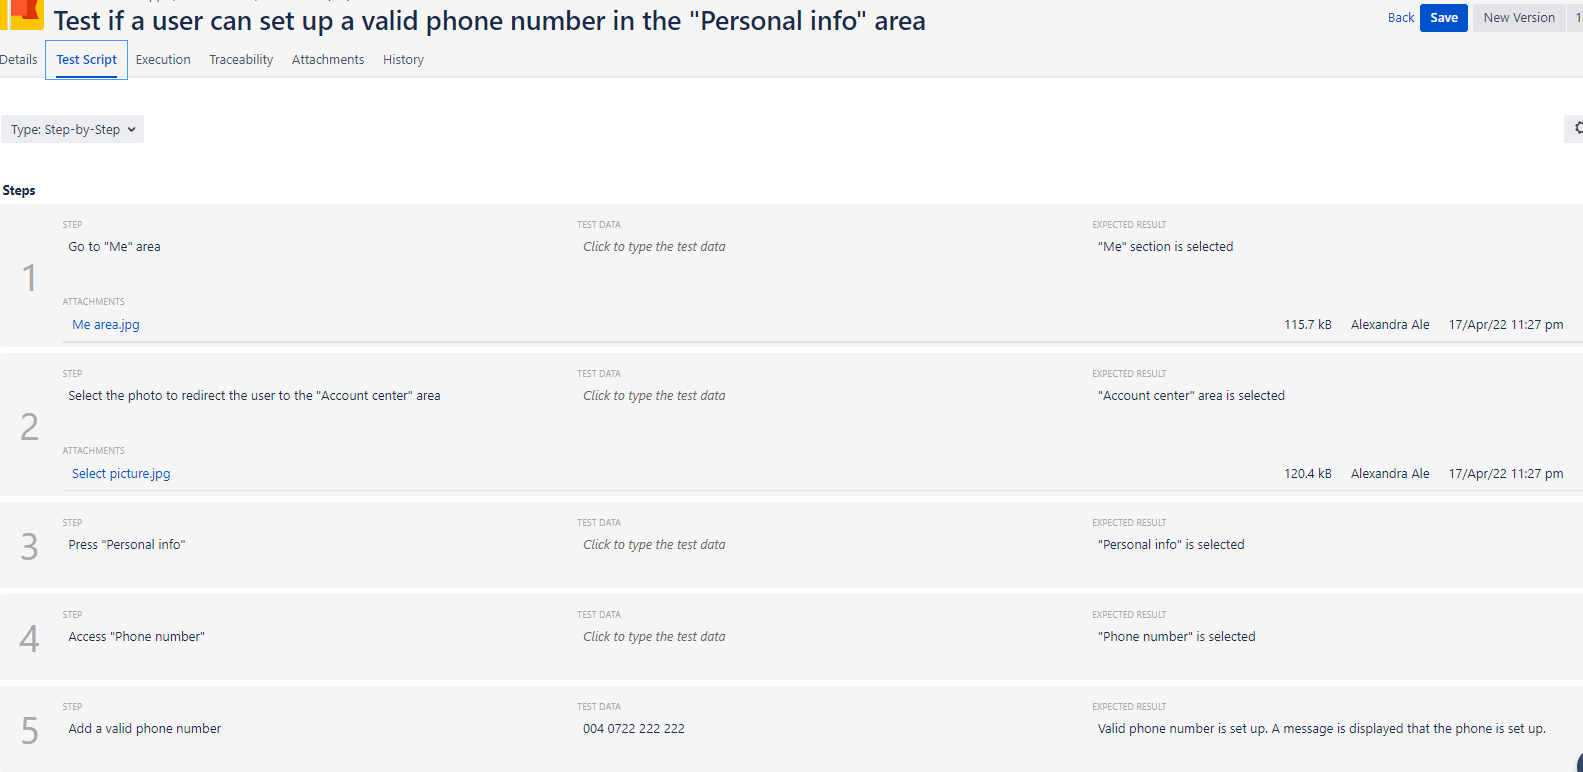 Test if a user can set up a valid phone number in the "Personal info" area
Back Save New Version 1
Details Test Script Execution Traceability Attachments History
Type: Step-by-Step
Steps
STEP TEST DATA EXPECTED RESULT
Go to "Me" area Click to type the test data "Me" section is selected
1
ATTACHMENTS
Me area.jpg 115.7 kB Alexandra Ale 17/Apr/22 11:27 pm
STEP TEST DATA EXPECTED RESULT
Select the photo to redirect the user to the "Account center" area Click to type the test data "Account center" area is selected
2
ATTACHMENTS
Select picture.jpg 120.4 kB Alexandra Ale 17/Apr/22 11:27 pm
STEP TEST DATA EXPECTED RESULT
3 Press "Personal info" Click to type the test data "Personal info" is selected
STEP TEST DATA EXPECTED RESULT
4 Access "Phone number" Click to type the test data "Phone number" is selected
STEP TEST DATA EXPECTED RESULT
5 Add a valid phone number 004 0722 222 222 Valid phone number is set up. A message is displayed that the phone is set up.